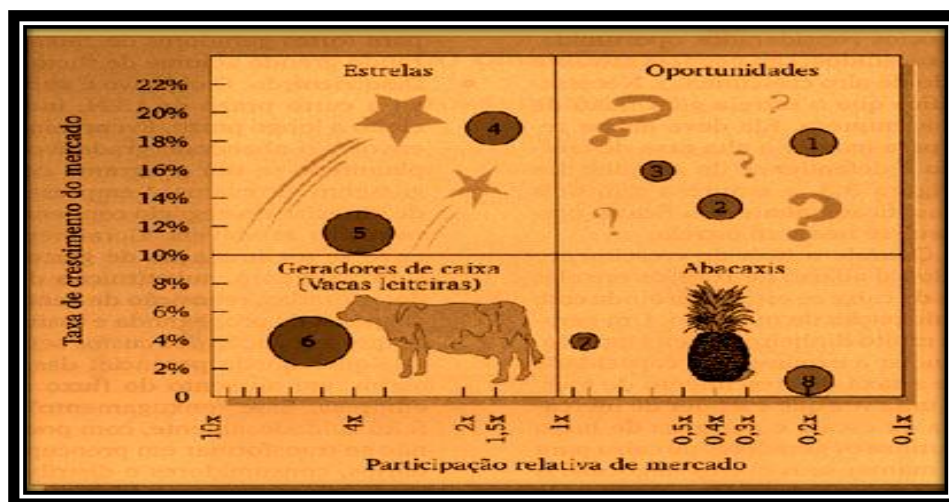 Estrelas
Oportunidades
Taxa de crescimento do mercado
22%
20%
18%
16%
14%
12%
10%
8%
6%
4%
2%
0
4
1
3
2
5
Geradores de caixa
(Vacas leiteiras)
Abacaxis
6
7
8
10x
4x
2x
1,5x
1x
0,5x
0,4x
0,3x
0,2x
0,1x
Participação relativa de mercado